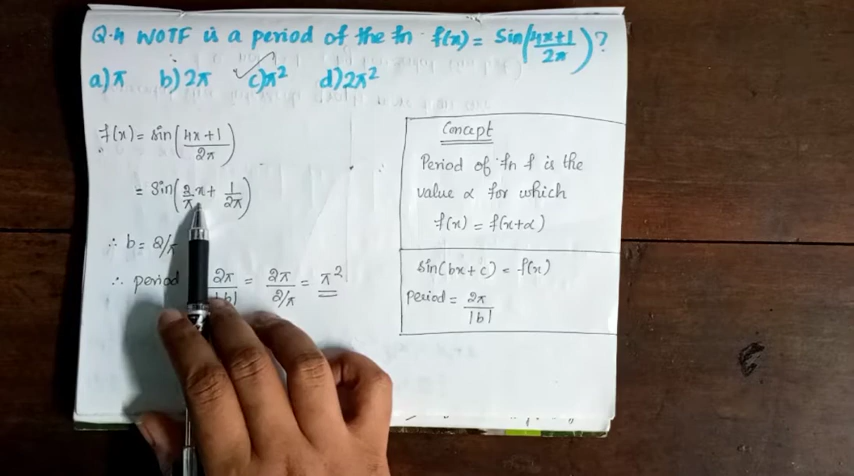 Q.4 WOTF is a period of the fn f(x) = Sin(4x+1/2π)?
a) π b) 2π c) π² d) 2π²
f(x) = sin(4x+1/2π)
= sin(2/π x + 1/2π)
∴ b = 2/π
∴ period 2π/|b| = 2π/2/π = π²
Concept
Period of fn f is the
value α for which
f(x) = f(x+α)
sin(bx + c) = f(x)
Period = 2π/|b|